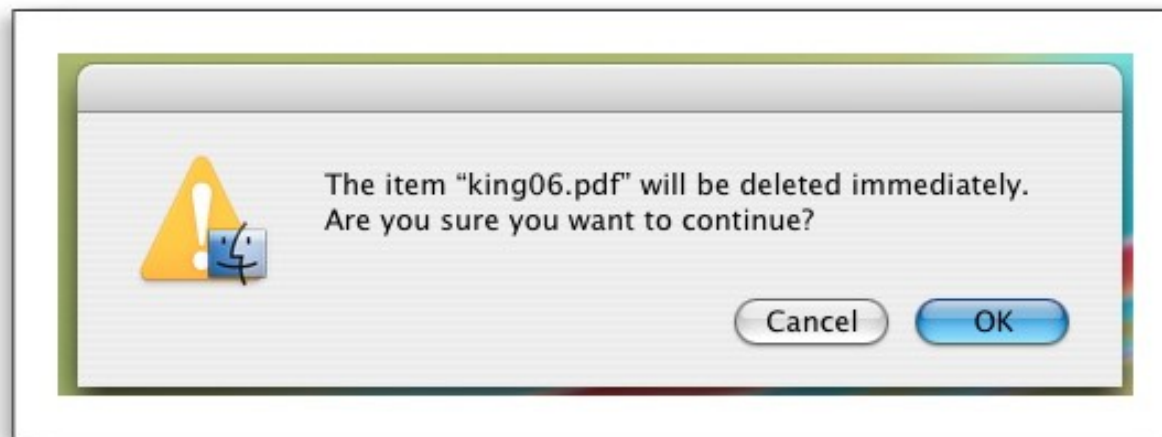 The item “king06.pdf” will be deleted immediately.
Are you sure you want to continue?
Cancel OK